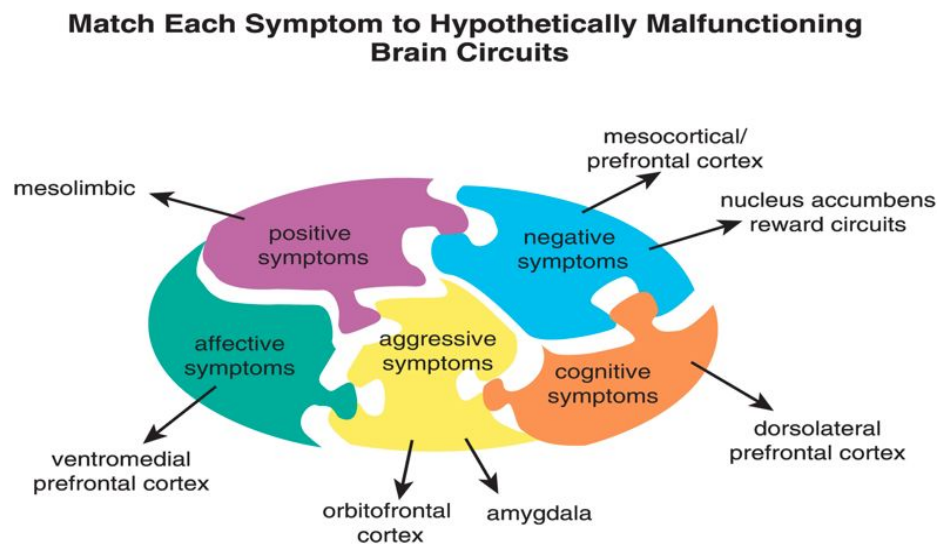 Match Each Symptom to Hypothetically Malfunctioning
Brain Circuits
mesocortical/
prefrontal cortex
mesolimbic
nucleus accumbens
reward circuits
positive
symptoms
negative
symptoms
affective
symptoms
aggressive
symptoms
cognitive
symptoms
ventromedial
prefrontal cortex
orbitofrontal
cortex
amygdala
dorsolateral
prefrontal cortex